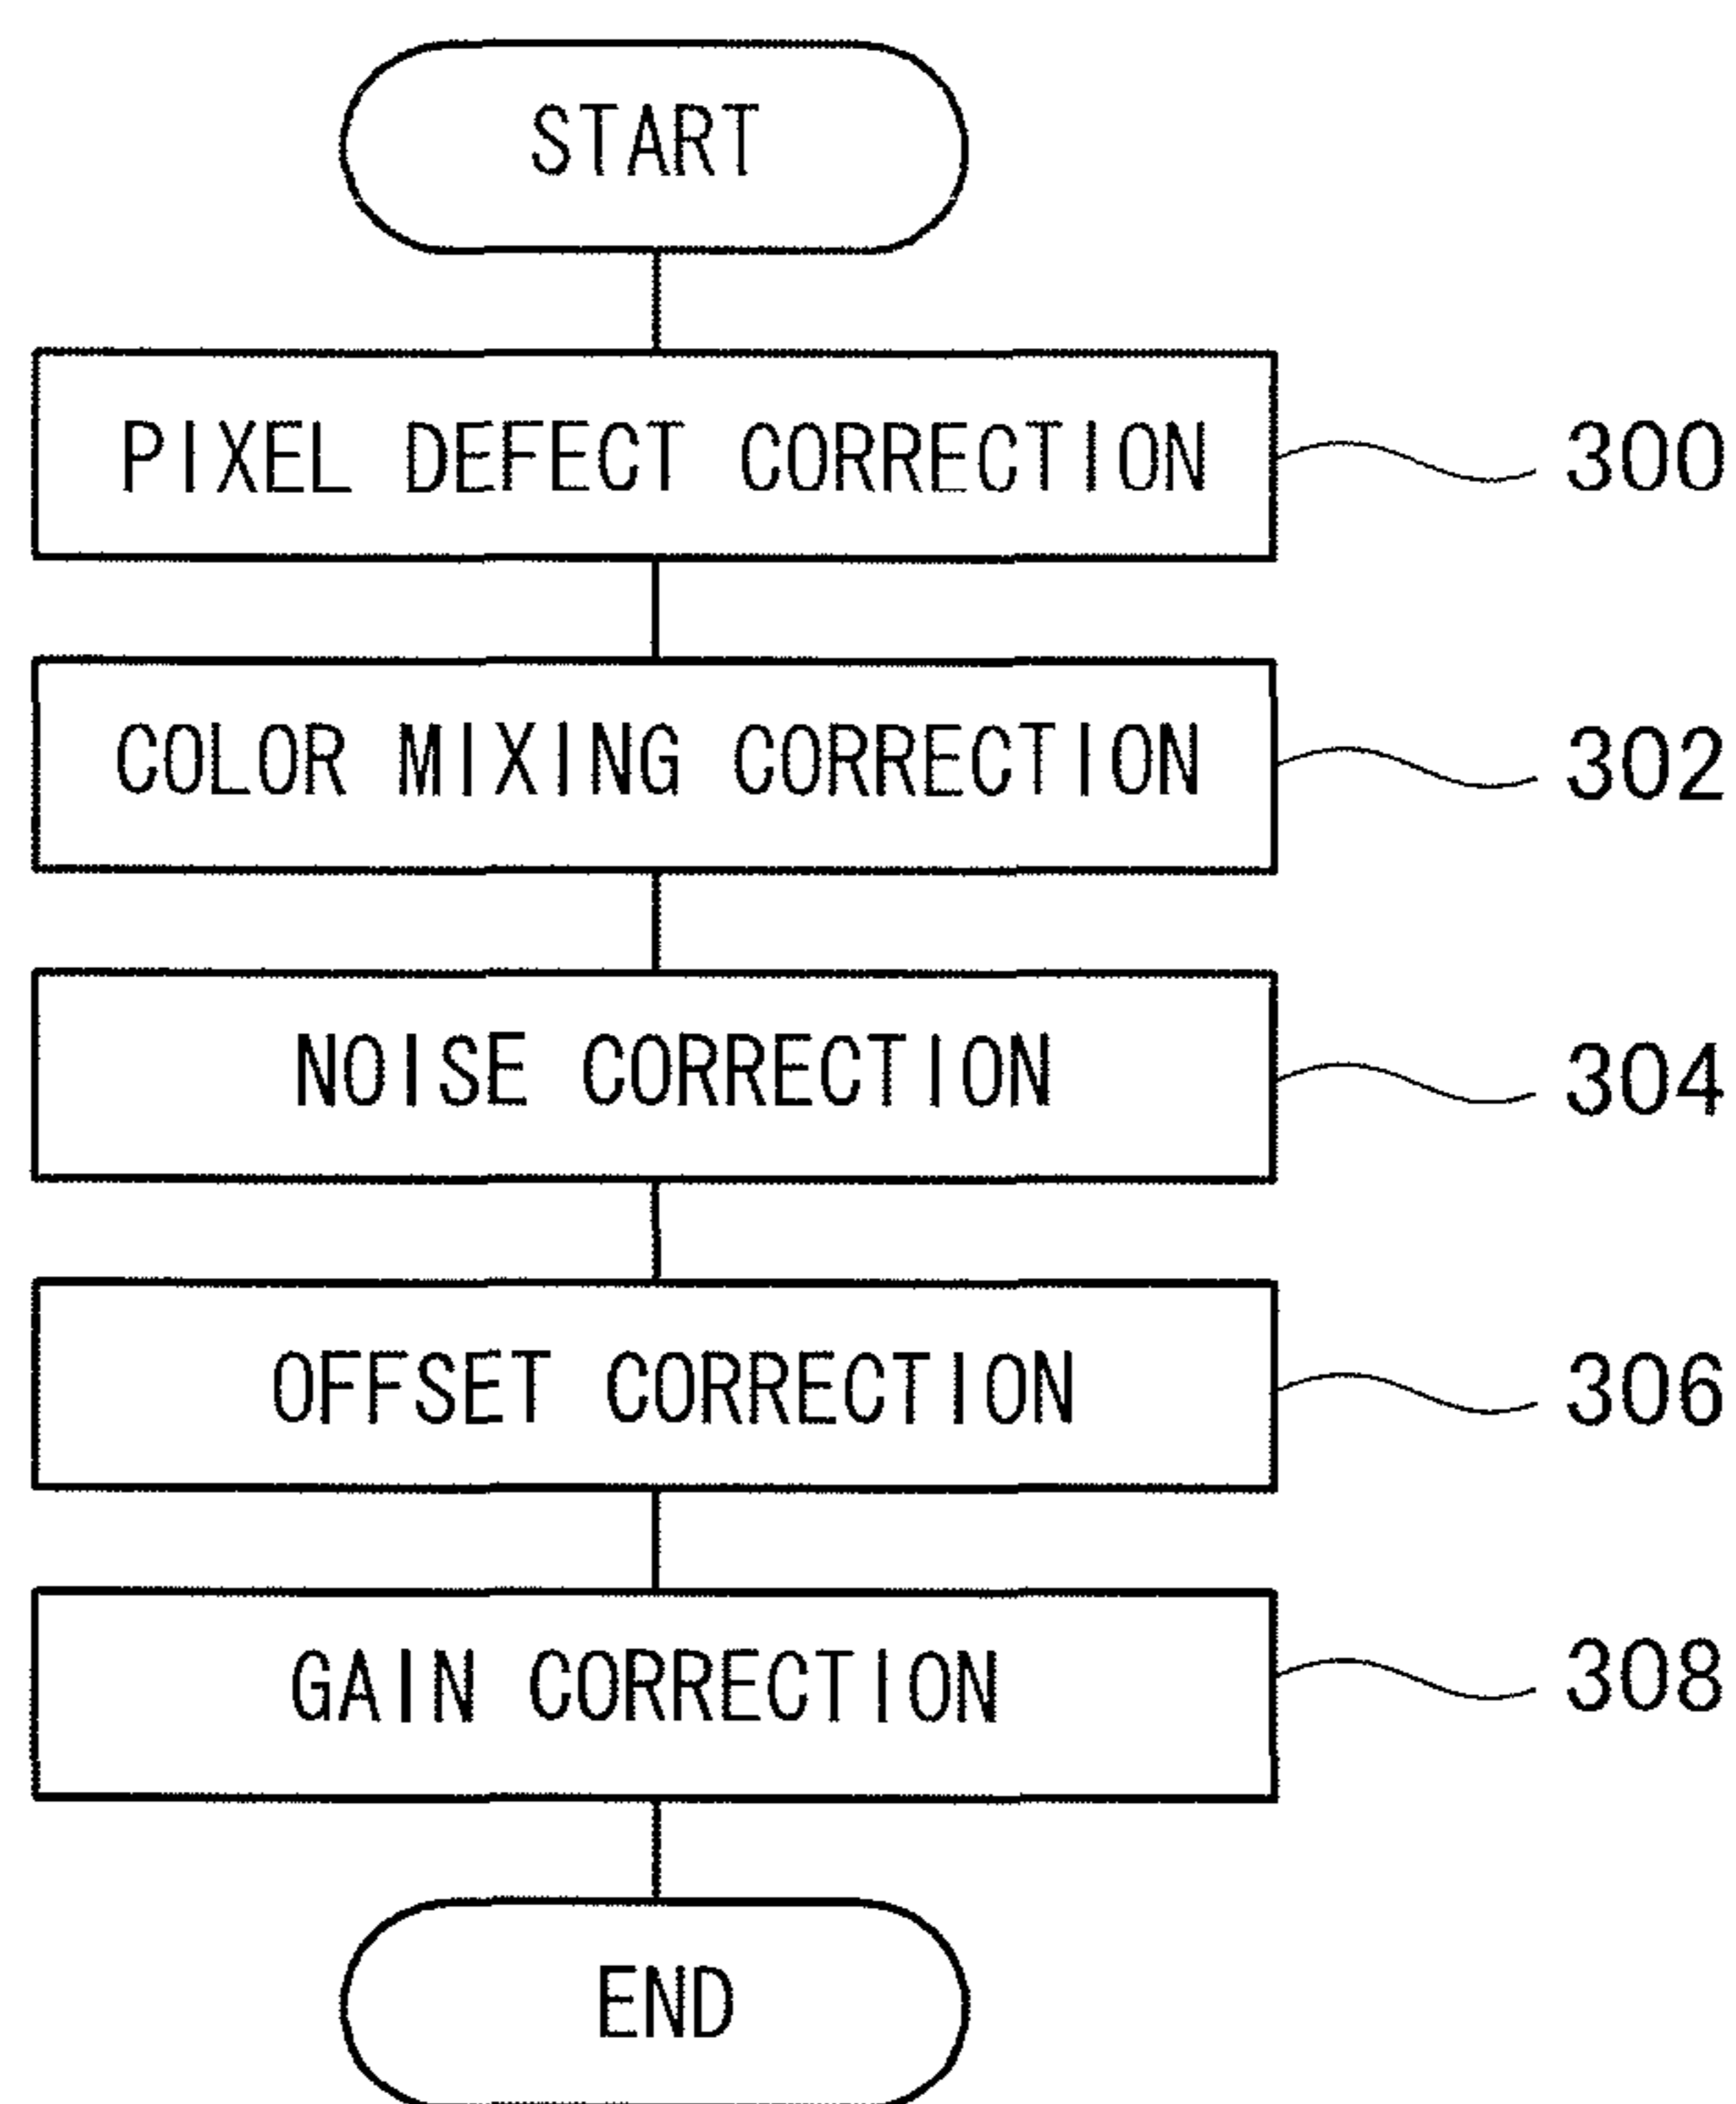 START
PIXEL DEFECT CORRECTION 300
COLOR MIXING CORRECTION 302
NOISE CORRECTION 304
OFFSET CORRECTION 306
GAIN CORRECTION 308
END